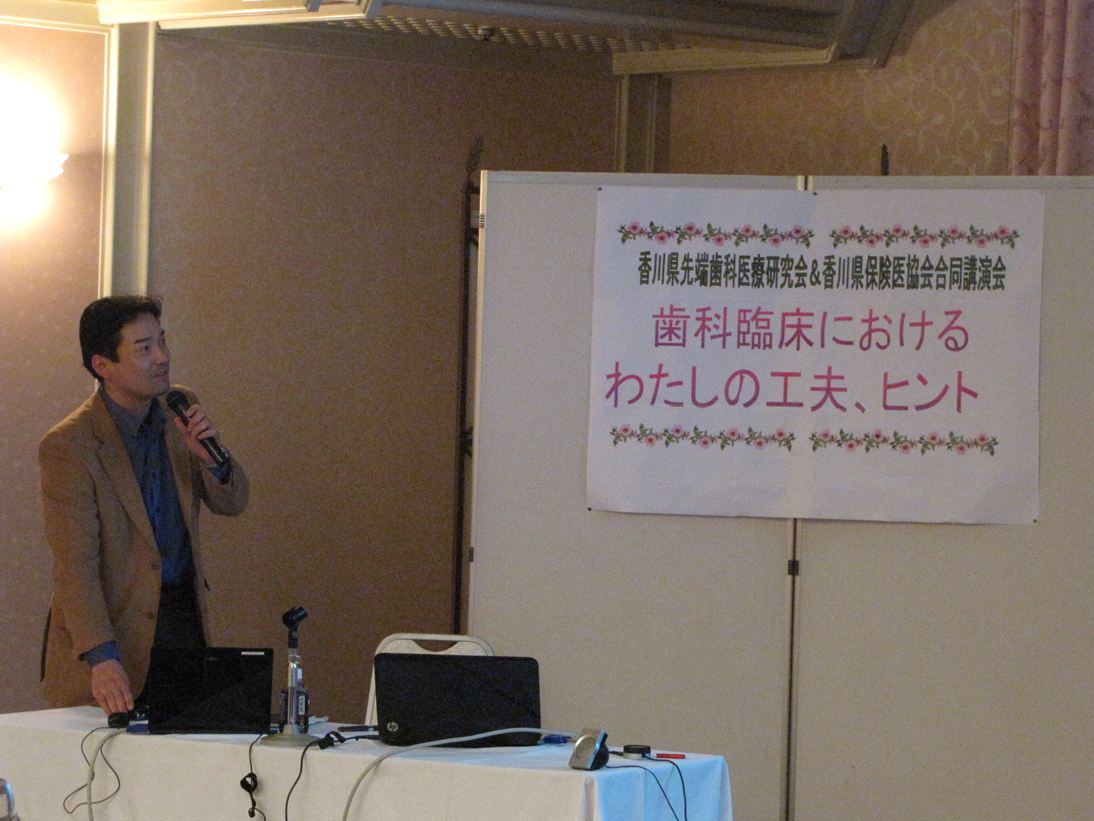 香川県先端歯科医療研究会＆香川県保険医協会合同講演会
歯科臨床における
わたしの工夫、ヒント
hp